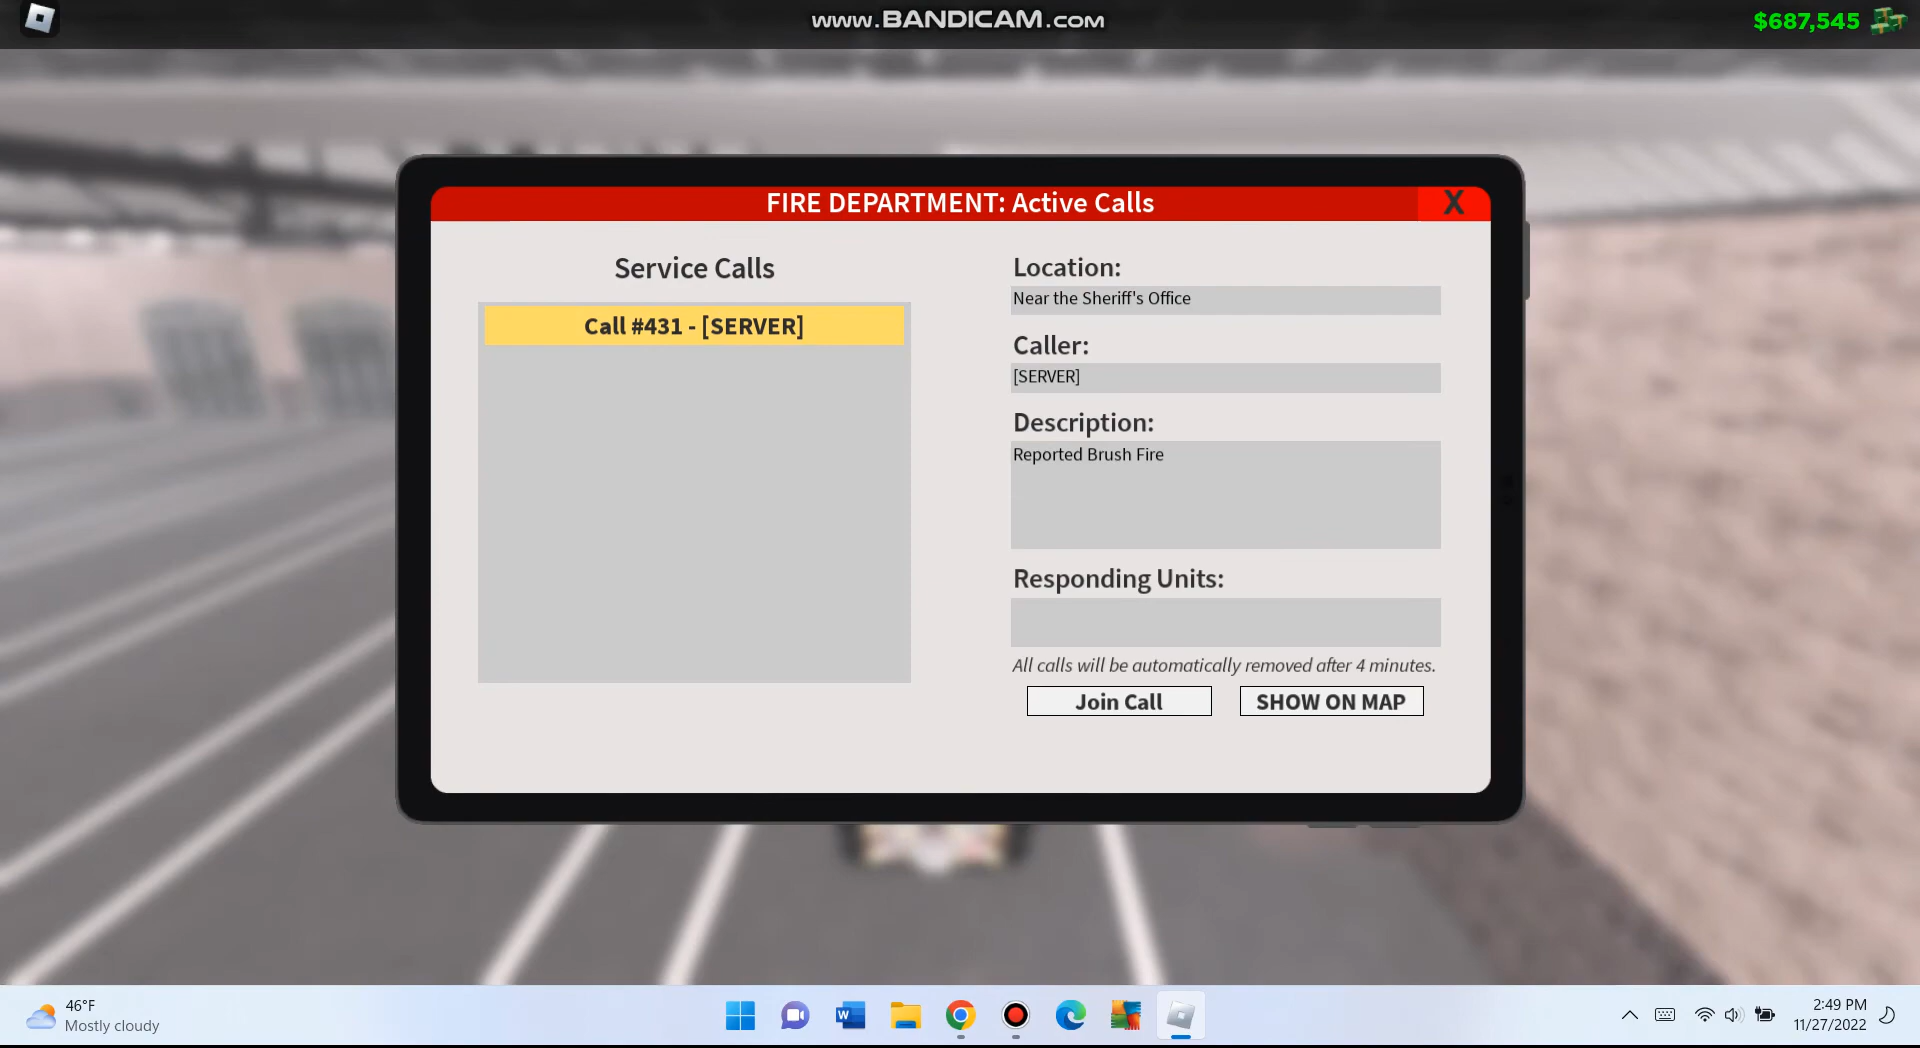 www.BANDICAM.com
$687,545
FIRE DEPARTMENT: Active Calls
X
Service Calls
Call #431 - [SERVER]
Location:
Near the Sheriff's Office
Caller:
[SERVER]
Description:
Reported Brush Fire
Responding Units:
All calls will be automatically removed after 4 minutes.
Join Call
SHOW ON MAP
46°F
Mostly cloudy
W
2:49 PM
11/27/2022